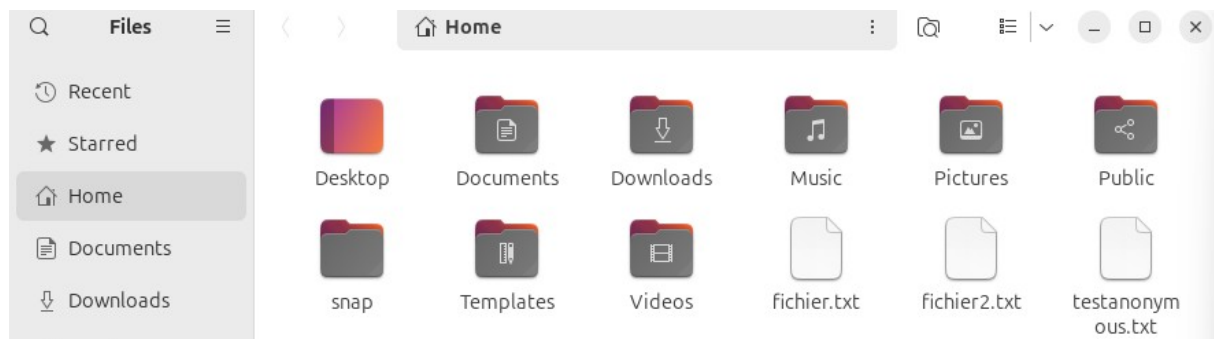 Files
Home
Recent
Starred
Home
Documents
Downloads
Desktop
Documents
Downloads
Music
Pictures
Public
snap
Templates
Videos
fichier.txt
fichier2.txt
testanonym
ous.txt